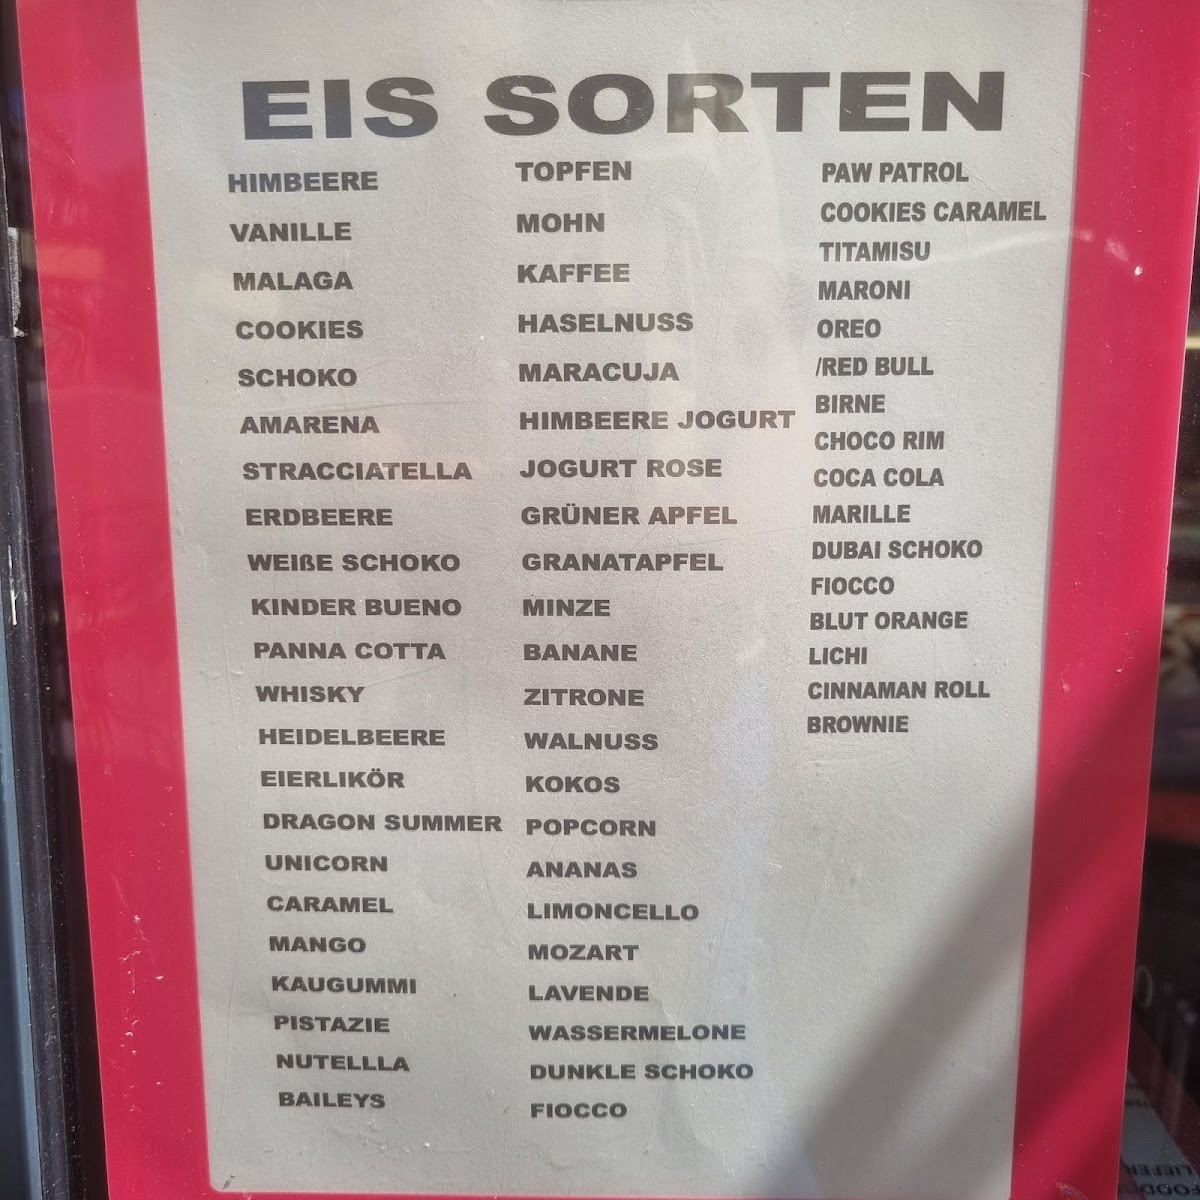 EIS SORTEN
HIMBEERE
VANILLE
MALAGA
COOKIES
SCHOKO
AMARENA
STRACCIATELLA
ERDBEERE
WEIßE SCHOKO
KINDER BUENO
PANNA COTTA
WHISKY
HEIDELBEERE
EIERLIKÖR
DRAGON SUMMER
UNICORN
CARAMEL
MANGO
KAUGUMMI
PISTAZIE
NUTELLLA
BAILEYS
TOPFEN
MOHN
KAFFEE
HASELNUSS
MARACUJA
HIMBEERE JOGURT
JOGURT ROSE
GRÜNER APFEL
GRANATAPFEL
MINZE
BANANE
ZITRONE
WALNUSS
KOKOS
POPCORN
ANANAS
LIMONCELLO
MOZART
LAVENDE
WASSERMELONE
DUNKLE SCHOKO
FIOCCO
PAW PATROL
COOKIES CARAMEL
TITAMISU
MARONI
OREO
/RED BULL
BIRNE
CHOCO RIM
COCA COLA
MARILLE
DUBAI SCHOKO
FIOCCO
BLUT ORANGE
LICHI
CINNAMAN ROLL
BROWNIE